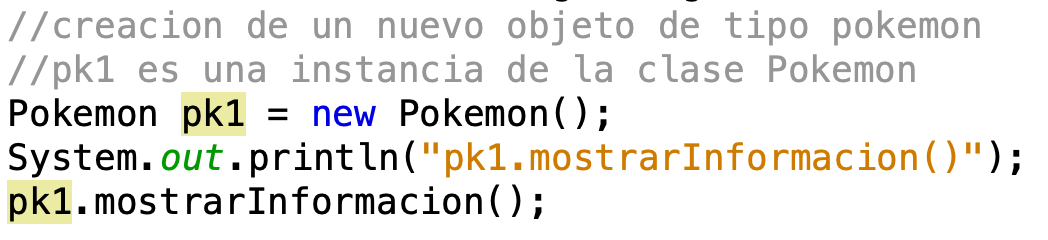 //creacion de un nuevo objeto de tipo pokemon
//pk1 es una instancia de la clase Pokemon
Pokemon pk1 = new Pokemon();
System.out.println("pk1.mostrarInformacion()");
pk1.mostrarInformacion();